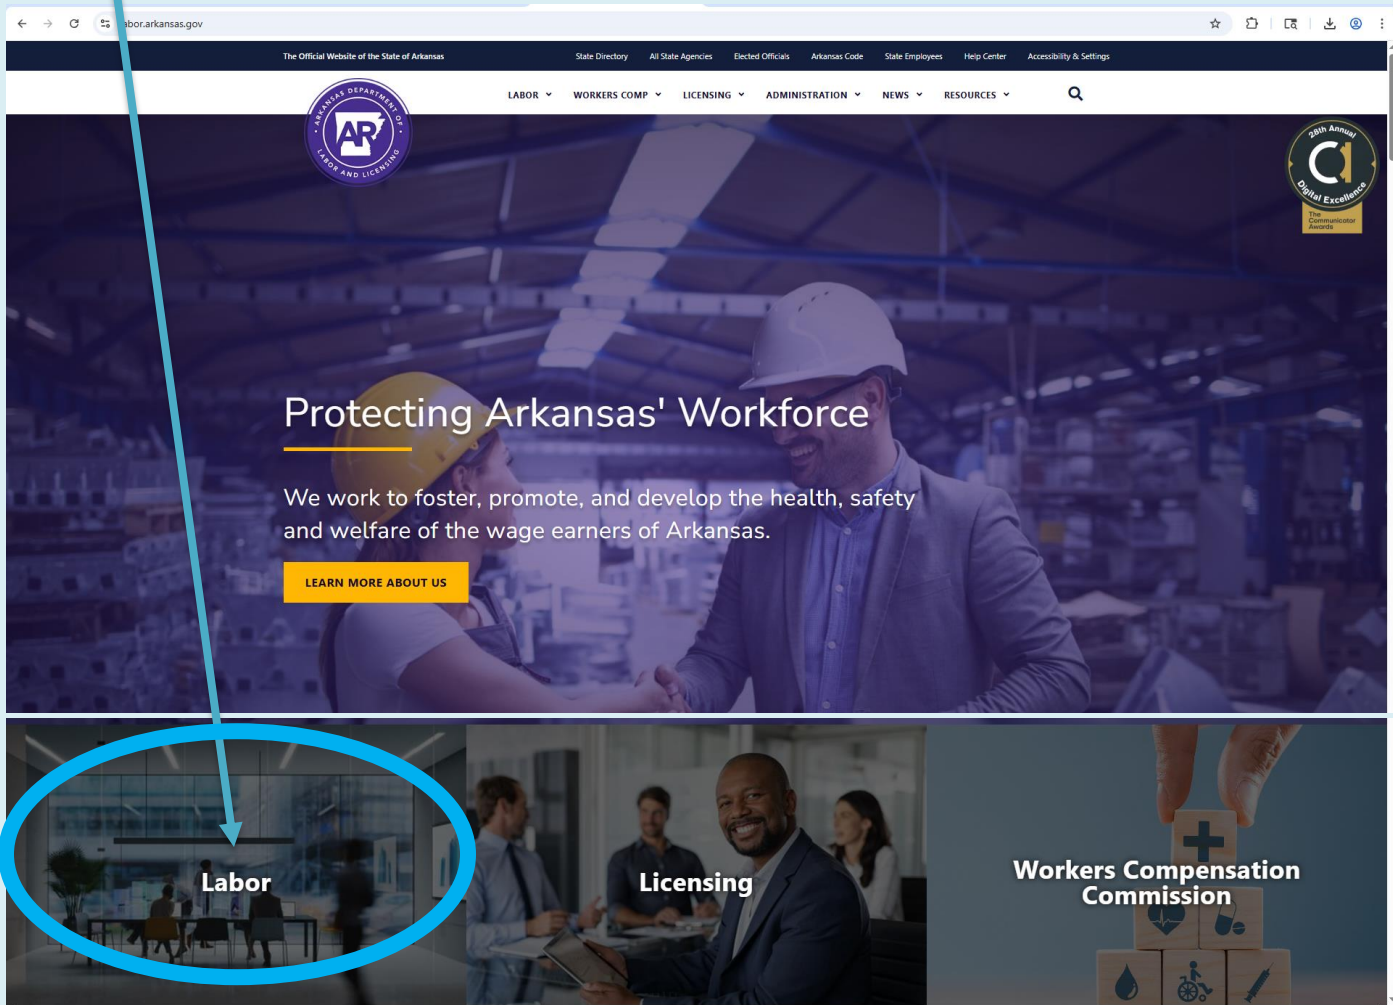 labor.arkansas.gov
The Official Website of the State of Arkansas
State Directory
All State Agencies
Elected Officials
Arkansas Code
State Employees
Help Center
Accessibility & Settings
ARKANSAS DEPARTMENT OF
AR
LABOR AND LICENSING
LABOR
WORKERS COMP
LICENSING
ADMINISTRATION
NEWS
RESOURCES
28th Annual
Digital Excellence
The
Communicator
Awards
Protecting Arkansas' Workforce
We work to foster, promote, and develop the health, safety
and welfare of the wage earners of Arkansas.
LEARN MORE ABOUT US
Labor
Licensing
Workers Compensation
Commission